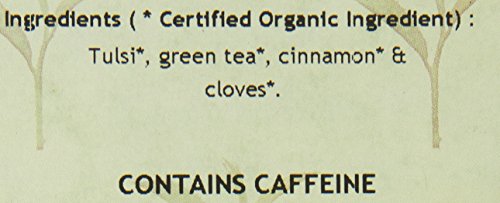 Ingredients ( * Certified Organic Ingredient) :
Tulsi*, green tea*, cinnamon* &
cloves*.
CONTAINS CAFFEINE